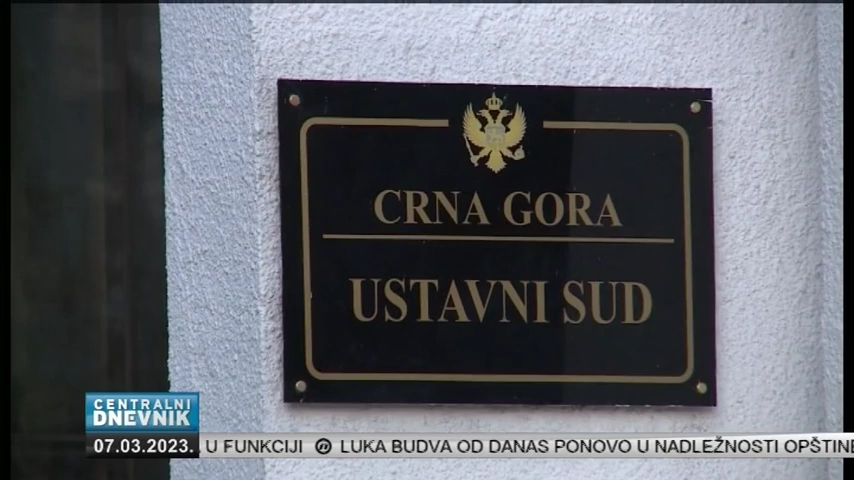 CRNA GORA
USTAVNI SUD
CENTRALNI
DNEVNIK
07.03.2023. U FUNKCIJI LUKA BUDVA OD DANAS PONOVO U NADLEŽNOSTI OPŠTINE